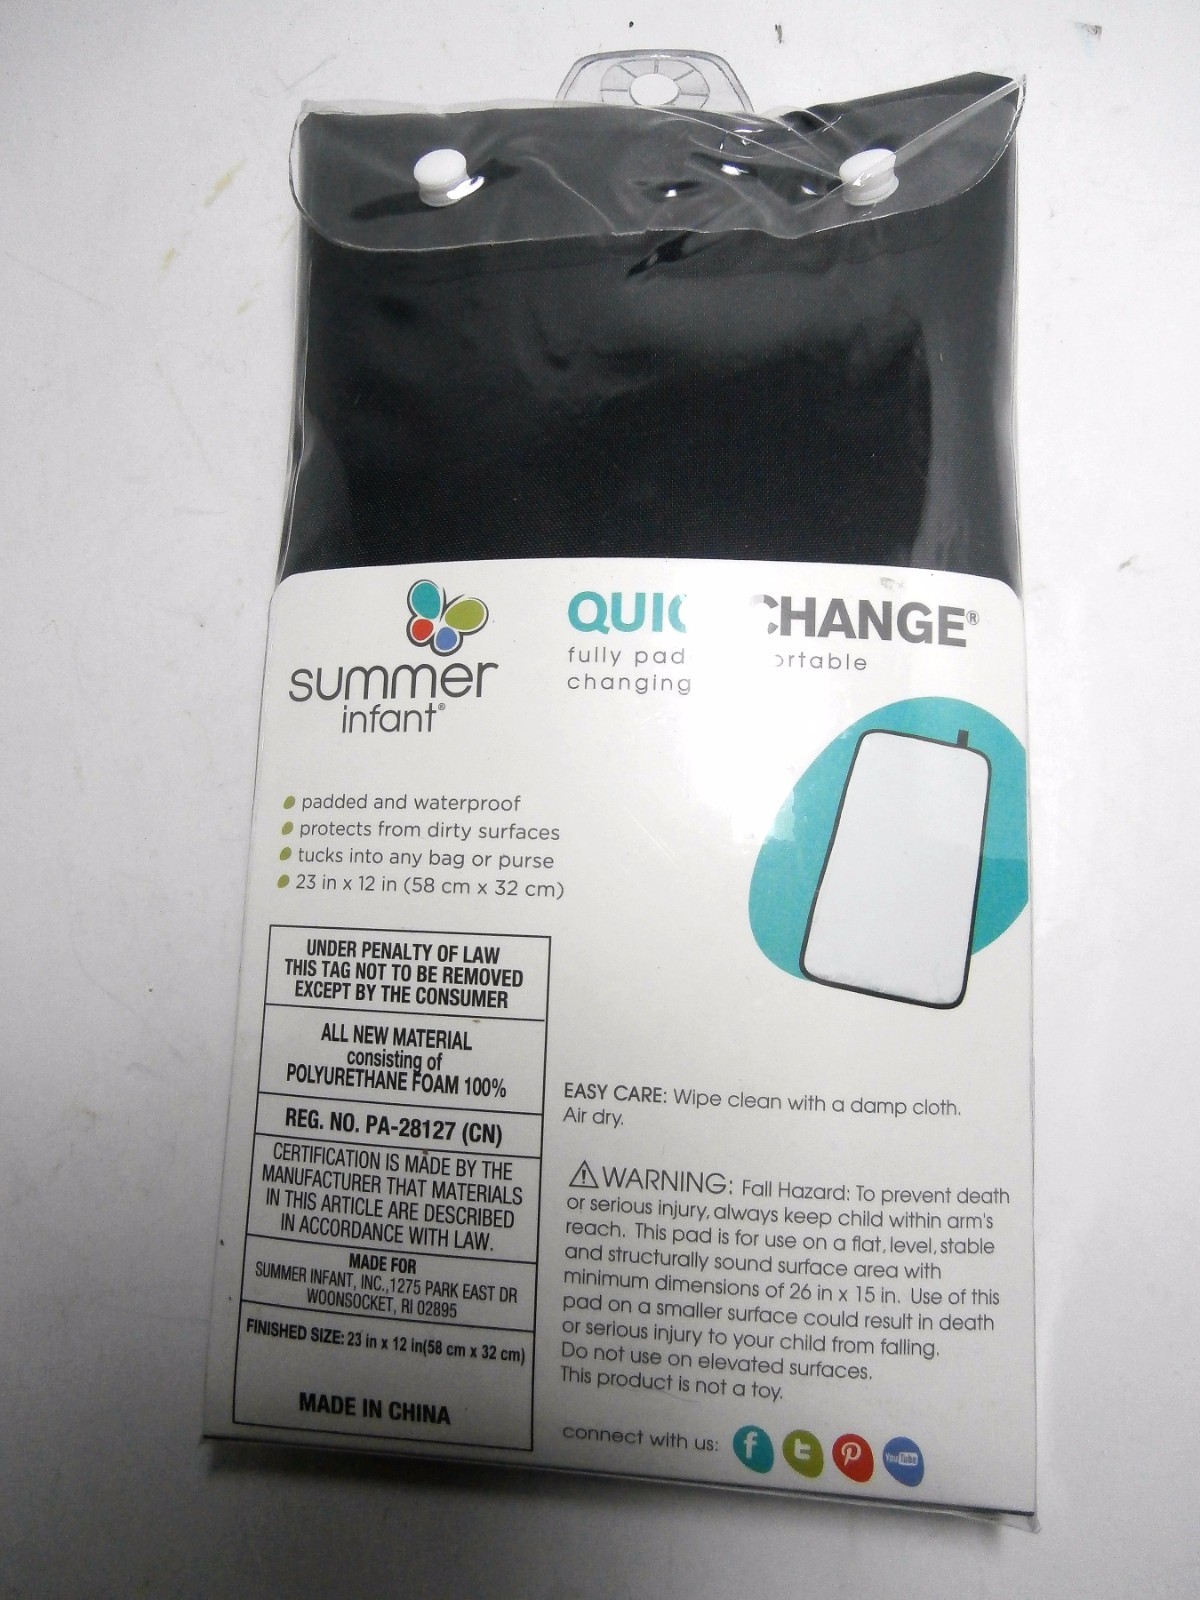 summer
infant®
QUIC CHANGE®
fully pad ortable
changing
padded and waterproof
protects from dirty surfaces
tucks into any bag or purse
23 in x 12 in (58 cm x 32 cm)
UNDER PENALTY OF LAW
THIS TAG NOT TO BE REMOVED
EXCEPT BY THE CONSUMER
ALL NEW MATERIAL
consisting of
POLYURETHANE FOAM 100%
REG. NO. PA-28127 (CN)
CERTIFICATION IS MADE BY THE
MANUFACTURER THAT MATERIALS
IN THIS ARTICLE ARE DESCRIBED
IN ACCORDANCE WITH LAW.
MADE FOR
SUMMER INFANT, INC.,1275 PARK EAST DR
WOONSOCKET, RI 02895
FINISHED SIZE: 23 in x 12 in(58 cm x 32 cm)
MADE IN CHINA
EASY CARE: Wipe clean with a damp cloth.
Air dry.
⚠WARNING: Fall Hazard: To prevent death
or serious injury, always keep child within arm's
reach. This pad is for use on a flat, level, stable
and structurally sound surface area with
minimum dimensions of 26 in x 15 in. Use of this
pad on a smaller surface could result in death
or serious injury to your child from falling.
Do not use on elevated surfaces.
This product is not a toy.
connect with us: f t P YouTube